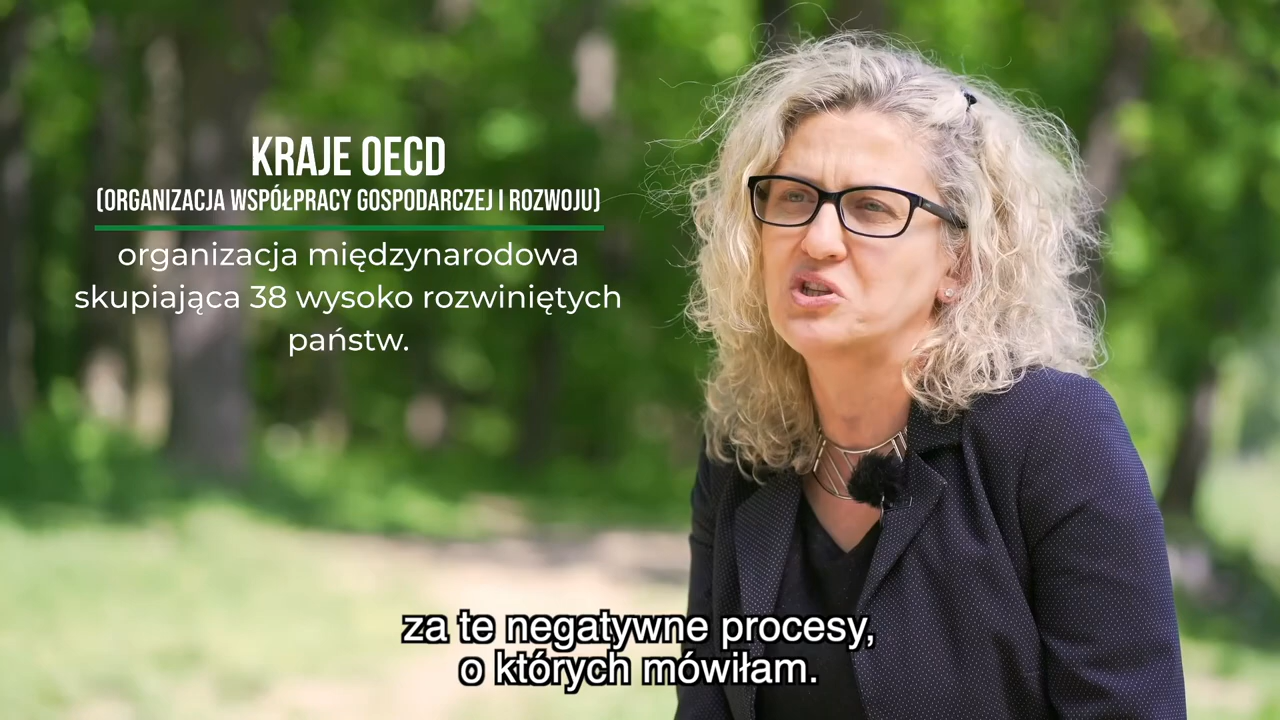 KRAJE OECD
(ORGANIZACJA WSPÓŁPRACY GOSPODARCZEJ I ROZWOJU)
organizacja międzynarodowa
skupiająca 38 wysoko rozwiniętych
państw.
za te negatywne procesy,
o których mówiłam.